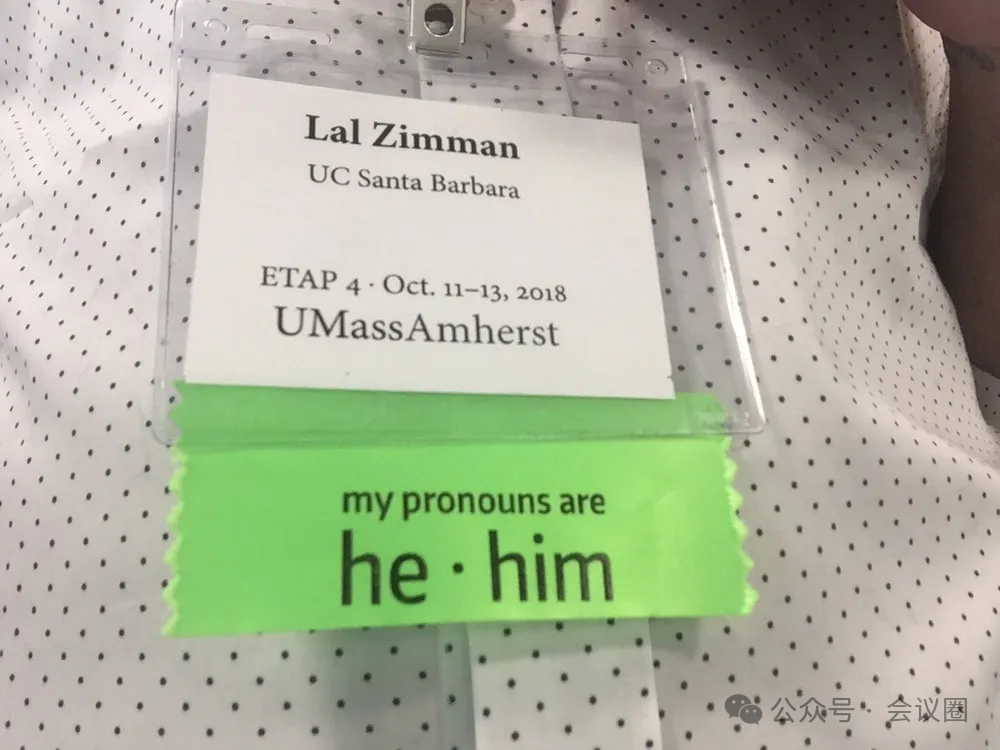 Lal Zimman
UC Santa Barbara
ETAP 4 · Oct. 11–13, 2018
UMassAmherst
my pronouns are
he · him
公众号 · 会议圈